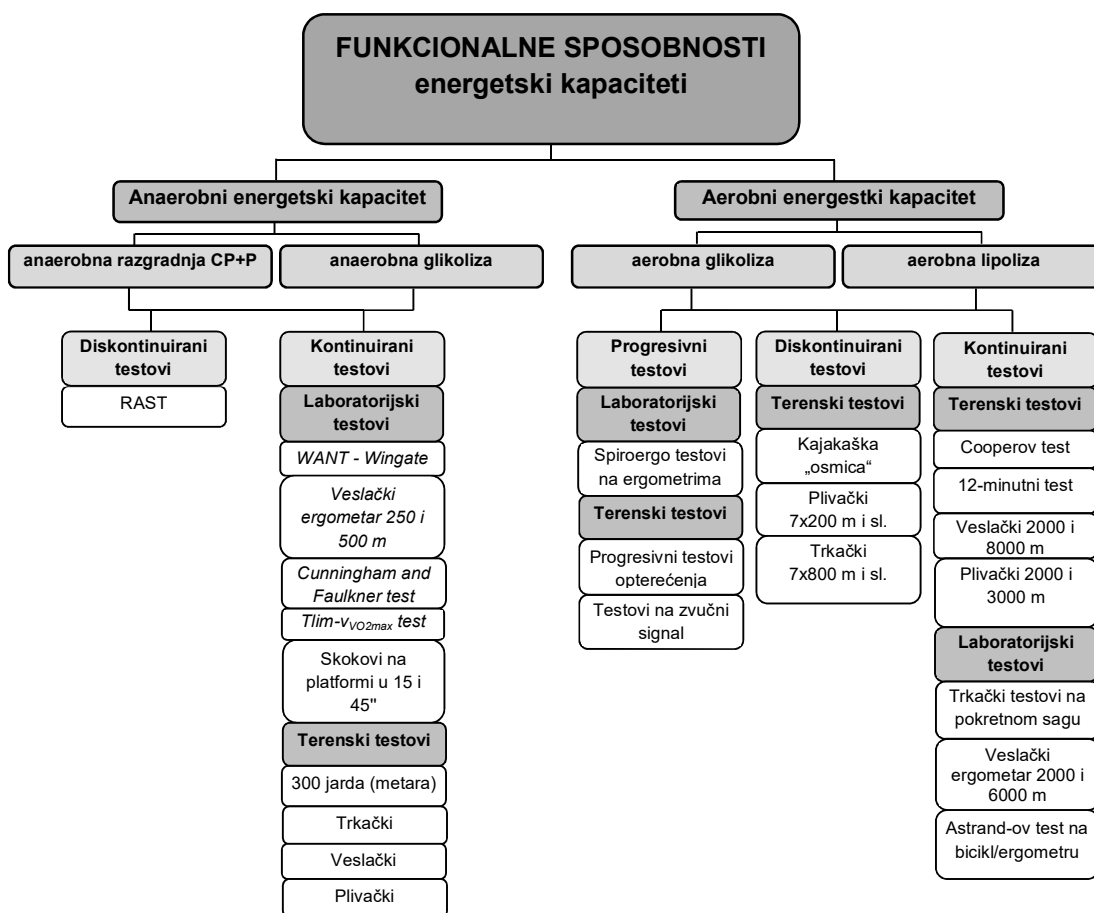 FUNKCIONALNE SPOSOBNOSTI
energetski kapaciteti
Anaerobni energetski kapacitet
Aerobni energestki kapacitet
anaerobna razgradnja CP+P
anaerobna glikoliza
aerobna glikoliza
aerobna lipoliza
Diskontinuirani
testovi
RAST
Kontinuirani
testovi
Laboratorijski
testovi
WANT - Wingate
Veslački
ergometar 250 i
500 m
Cunningham and
Faulkner test
Tlim-vVO2max test
Skokovi na
platformi u 15 i
45"
Terenski testovi
300 jarda (metara)
Trkački
Veslački
Plivački
Progresivni
testovi
Laboratorijski
testovi
Spiroergo testovi
na ergometrima
Terenski testovi
Progresivni testovi
opterećenja
Testovi na zvučni
signal
Diskontinuirani
testovi
Terenski testovi
Kajakaška
„osmica“
Plivački
7x200 m i sl.
Trkački
7x800 m i sl.
Kontinuirani
testovi
Terenski testovi
Cooperov test
12-minutni test
Veslački 2000 i
8000 m
Plivački 2000 i
3000 m
Laboratorijski
testovi
Trkački testovi na
pokretnom sagu
Veslački
ergometar 2000 i
6000 m
Astrand-ov test na
bicikl/ergometru